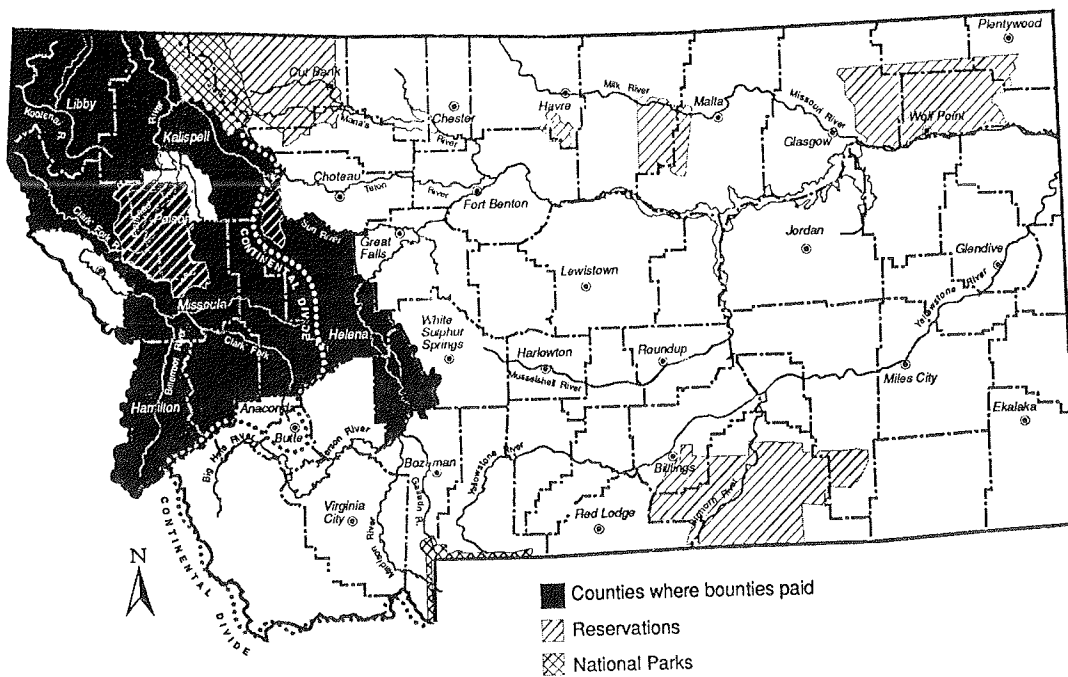 Plantywood
Libby
Kootenai R.
River
Kalispell
Cut Bank
Maria's
River
Chester
Havre
Milk River
Malta
Missouri River
Glasgow
Wolf Point
Choteau
Teton
River
Fort Benton
Polson
Clark Fork R.
Sun River
Great
Falls
CONTINENTAL DIVIDE
Jordan
Lewistown
Glendive
Yellowstone River
Missoula
Clark Fork
Helena
White
Sulphur
Springs
Harlowton
Musselshell River
Roundup
Miles City
Bitterroot R.
Hamilton
Anaconda
Butte
Big Hole River
Jefferson River
Bozeman
Gallatin R.
Yellowstone River
Billings
Bighorn River
Ekalaka
Virginia
City
Madison River
Red Lodge
CONTINENTAL DIVIDE
N
Counties where bounties paid
Reservations
National Parks